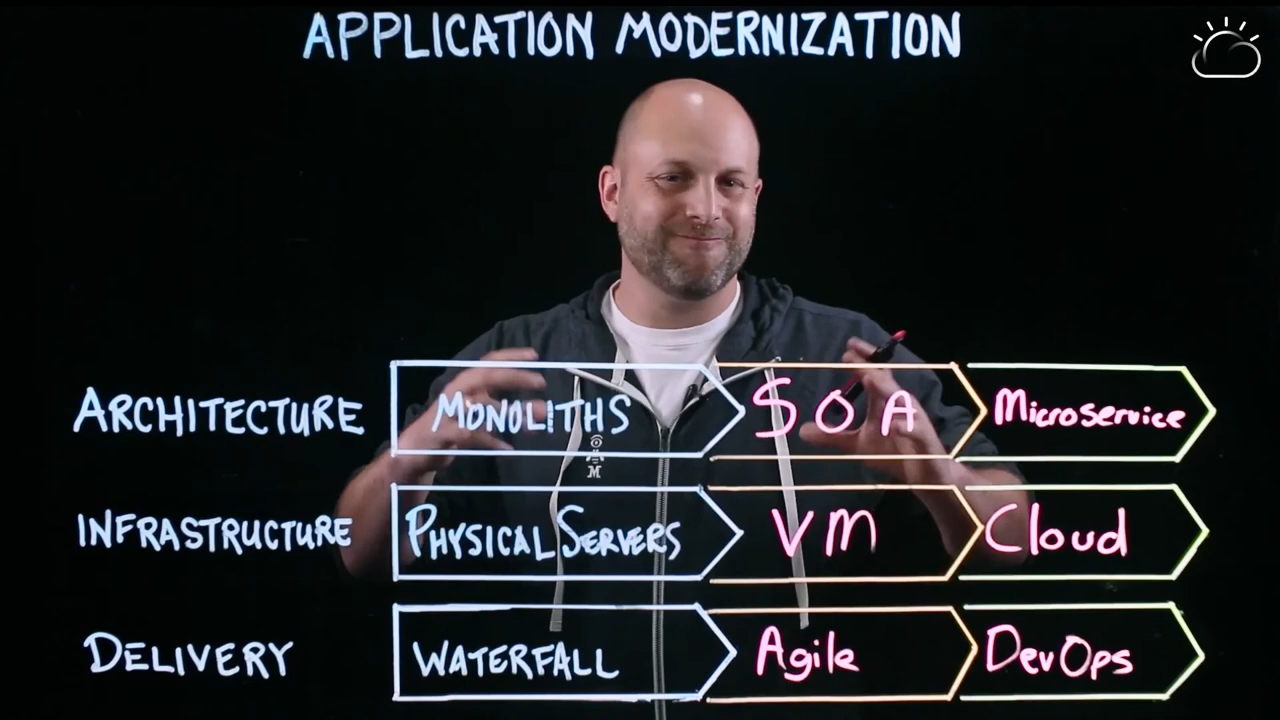 APPLICATION MODERNIZATION
ARCHITECTURE MONOLITHS SOA Microservice
INFRASTRUCTURE PHYSICAL SERVERS VM Cloud
DELIVERY WATERFALL Agile DevOps